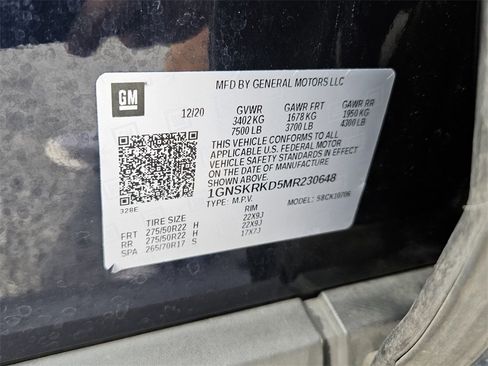 MFD BY GENERAL MOTORS LLC
GM
12/20 GVWR GAWR FRT GAWR RR
3402 KG 1678 KG 1950 KG
7500 LB 3700 LB 4300 LB
THIS VEHICLE CONFORMS TO ALL
APPLICABLE U.S. FEDERAL MOTOR
VEHICLE SAFETY STANDARDS IN EFFECT ON
THE DATE OF MANUFACTURE SHOWN ABOVE.
1GNSKRKD5MR230648
328E
TYPE: M.P.V. MODEL: 58CK10706
TIRE SIZE RIM
FRT 275/50R22 H 22X9J
RR 275/50R22 H 22X9J
SPA 265/70R17 S 17X7J